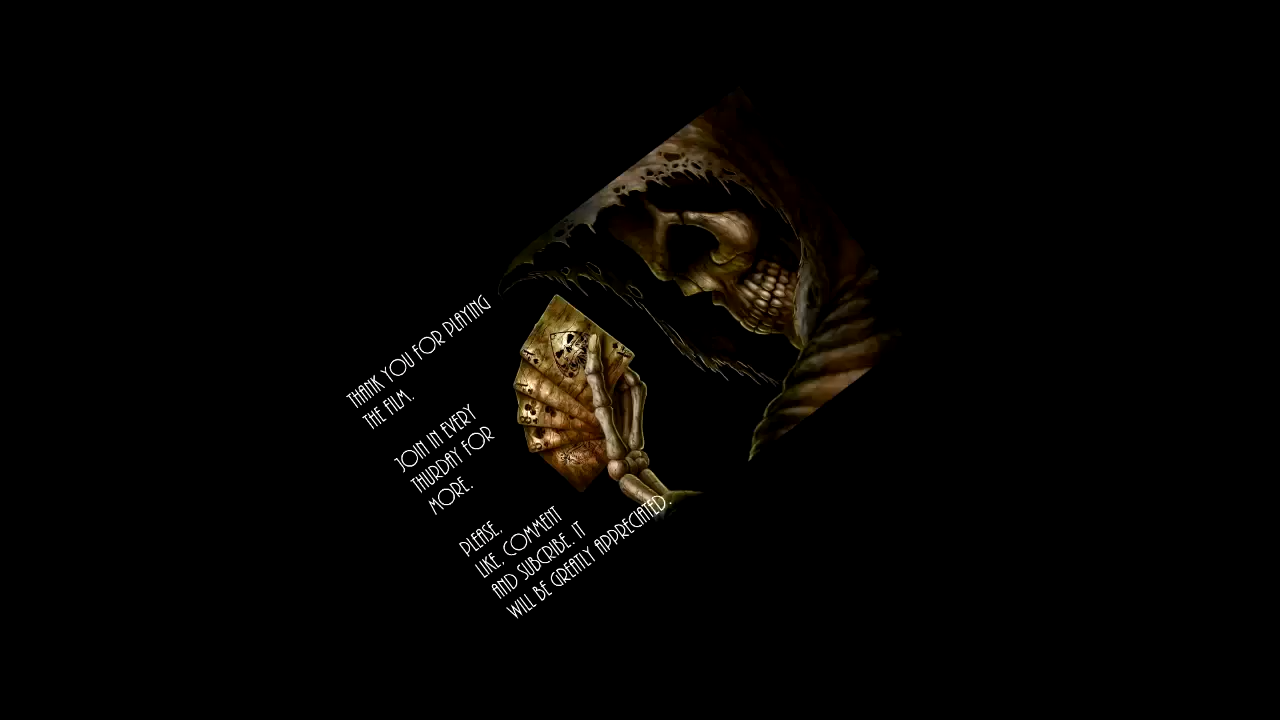 THANK YOU FOR PLAYING
THE FILM.
JOIN IN EVERY
THURDAY FOR
MORE.
PLEASE,
LIKE, COMMENT
AND SUBCRIBE. IT
WILL BE GREATLY APPRECIATED.